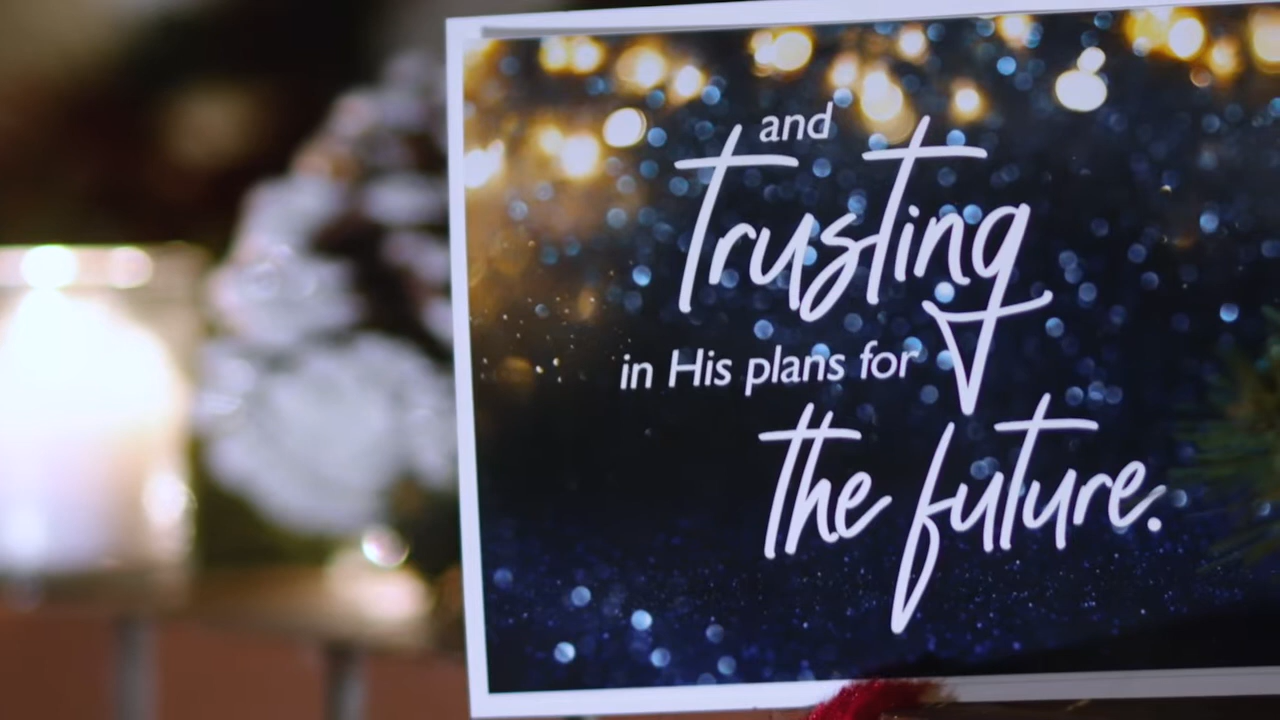 and
Trusting
in His plans for
the future.